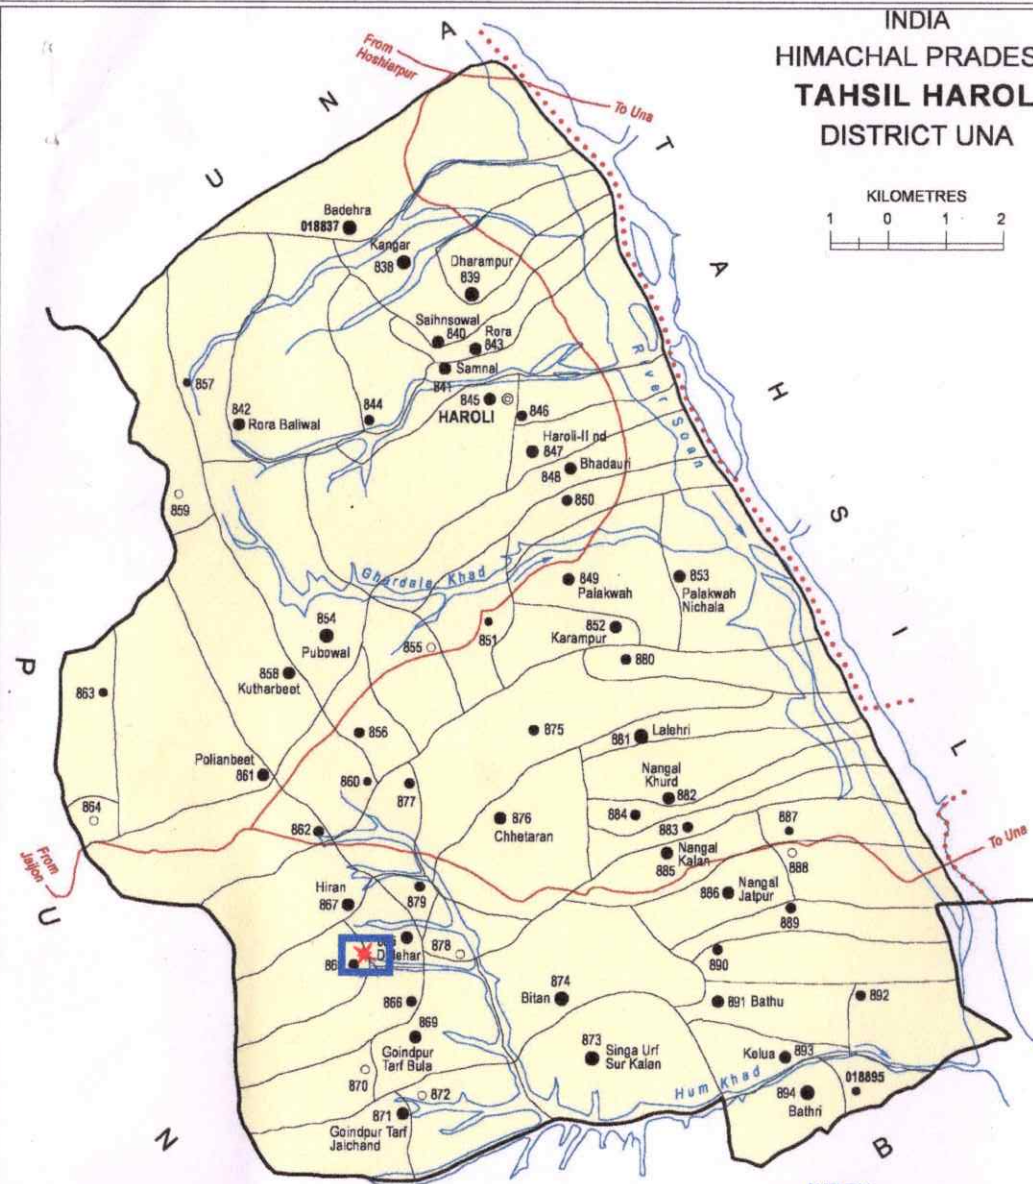 INDIA
HIMACHAL PRADES
TAHSIL HAROL
DISTRICT UNA
KILOMETRES
1 0 1 2
From
Hoshiarpur
To Una
U N A
T A H S I L
River Soan
Badehra
018837
Kangar
838
Dharampur
839
Saihnsowal
840
Rora
843
Samnal
841
857
842
Rora Baliwal
844
845
HAROLI
846
Haroli-II nd
847
848
Bhadauri
850
859
Ghardala Khad
849
Palakwah
853
Palakwah
Nichala
854
Pubowal
855
851
852
Karampur
880
858
Kutharbeet
863
856
875
881
Lalehri
Polianbeet
861
860
877
Nangal
Khurd
882
864
862
876
Chhetaran
884
883
887
From
Jaijon
885
Nangal
Kalan
888
To Una
Hiran
867
879
886
Nangal
Jatpur
889
878
890
866
874
Bitan
891 Bathu
892
869
Goindpur
Tarf Bula
873
Singa Urf
Sur Kalan
Kelua
893
870
872
Hum Khad
894
Bathri
018895
871
Goindpur Tarf
Jaichand
P U N
B